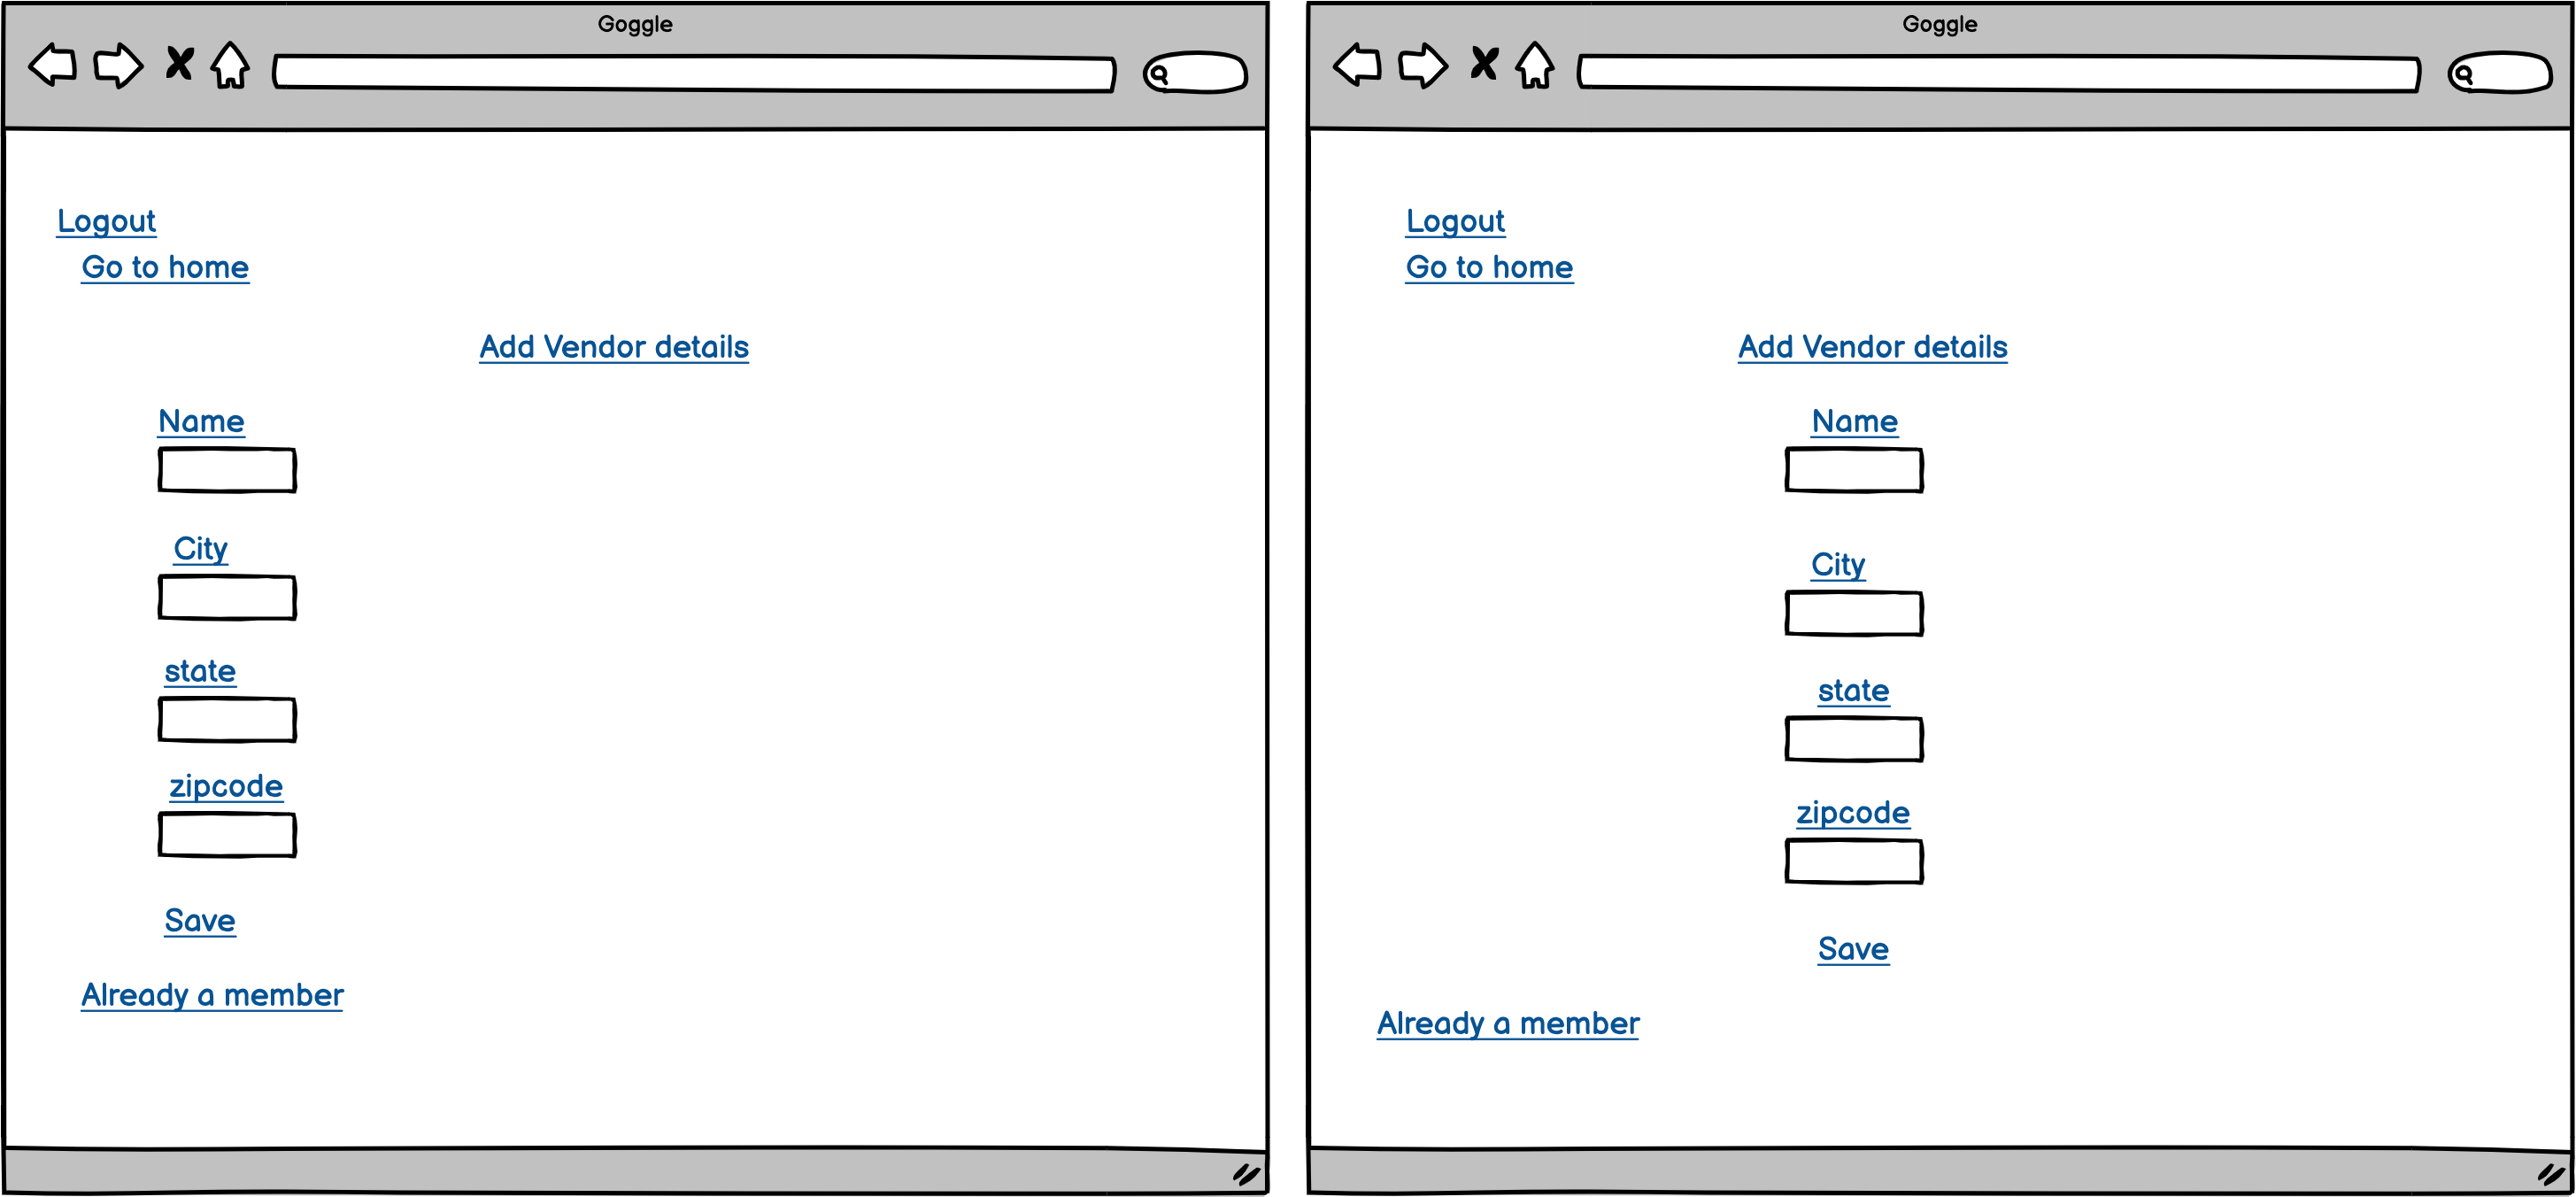 Goggle
Logout
Go to home
Add Vendor details
Name
City
state
zipcode
Save
Already a member
Goggle
Logout
Go to home
Add Vendor details
Name
City
state
zipcode
Save
Already a member